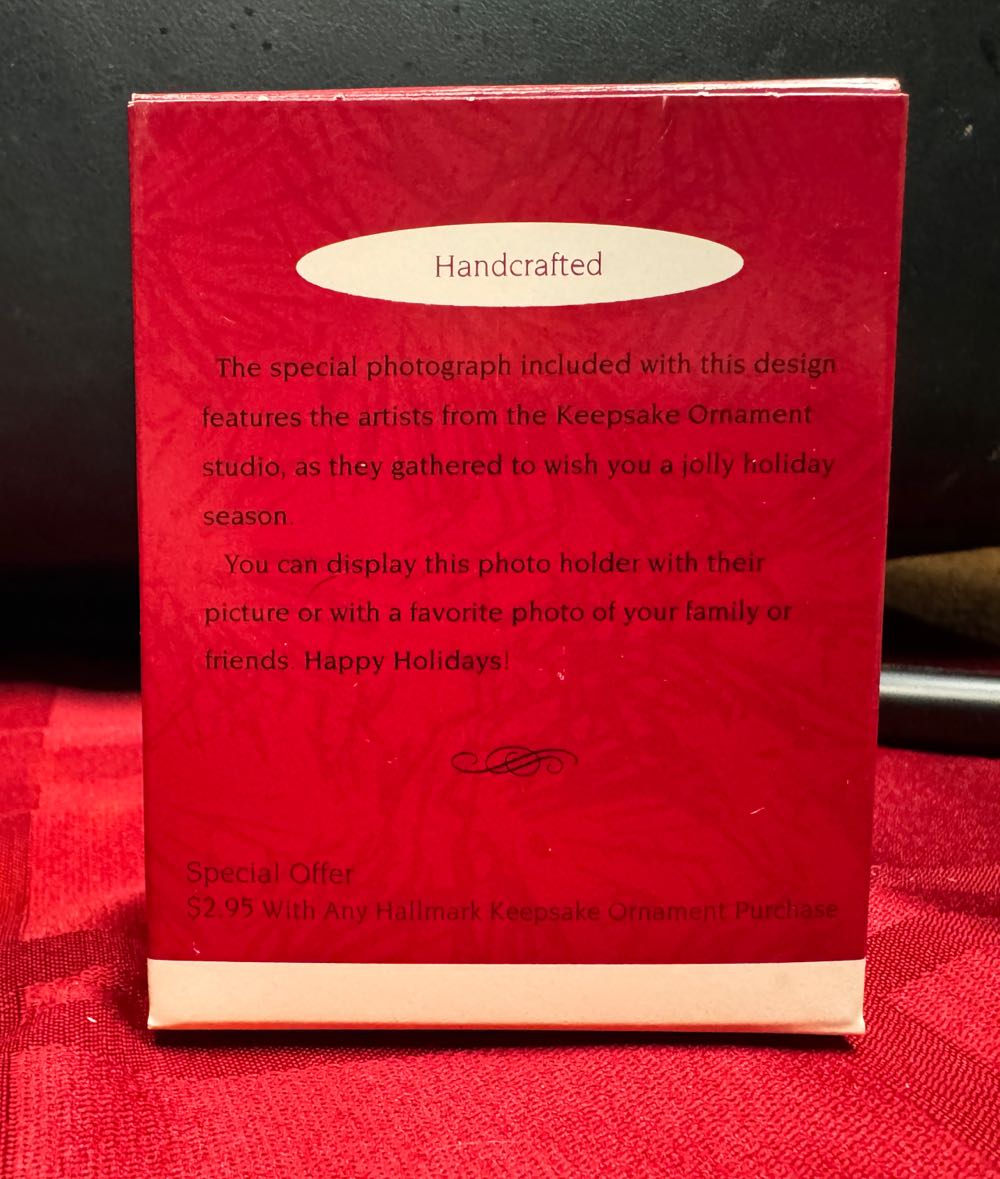 Handcrafted
The special photograph included with this design
features the artists from the Keepsake Ornament
studio, as they gathered to wish you a jolly holiday
season.
You can display this photo holder with their
picture or with a favorite photo of your family or
friends. Happy Holidays!
Special Offer
$2.95 With Any Hallmark Keepsake Ornament Purchase